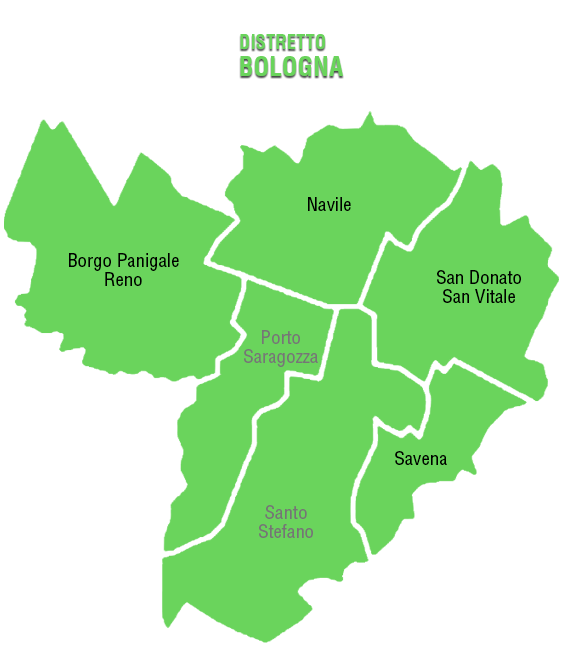 DISTRETTO
BOLOGNA
Navile
Borgo Panigale
Reno
San Donato
San Vitale
Porto
Saragozza
Savena
Santo
Stefano